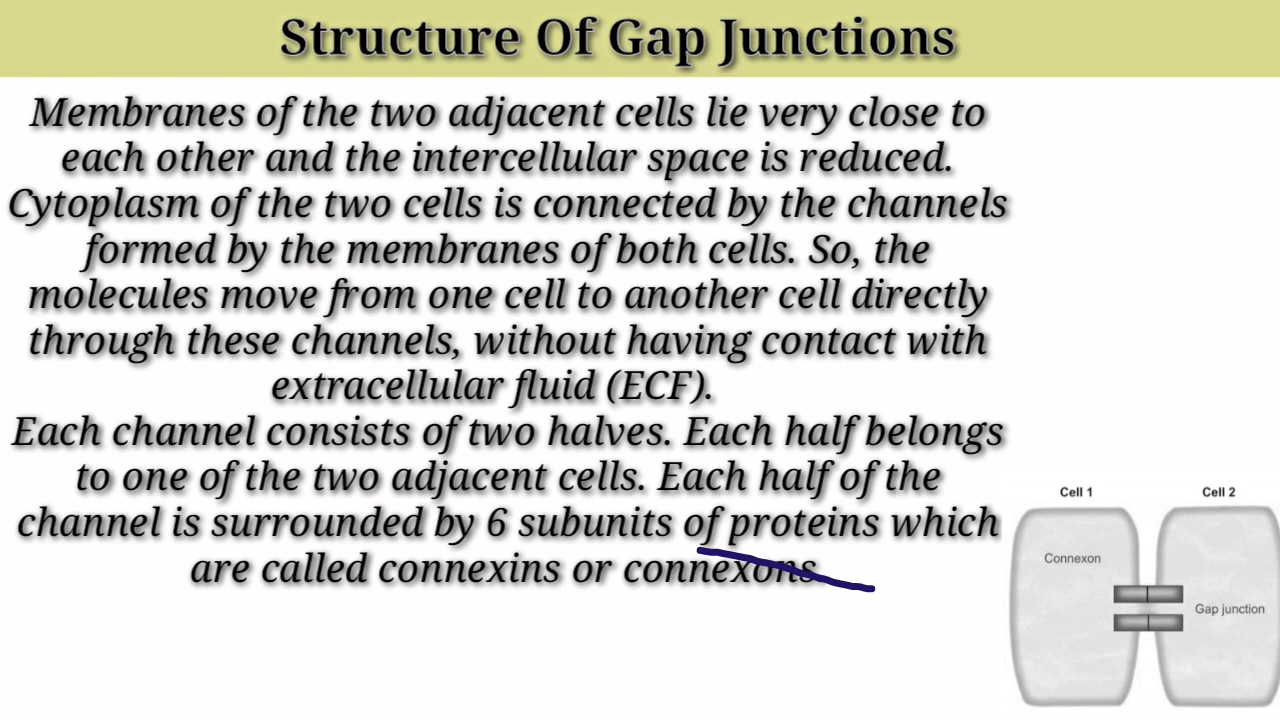 Structure Of Gap Junctions
Membranes of the two adjacent cells lie very close to
each other and the intercellular space is reduced.
Cytoplasm of the two cells is connected by the channels
formed by the membranes of both cells. So, the
molecules move from one cell to another cell directly
through these channels, without having contact with
extracellular fluid (ECF).
Each channel consists of two halves. Each half belongs
to one of the two adjacent cells. Each half of the
channel is surrounded by 6 subunits of proteins which
are called connexins or connexons.
Cell 1
Cell 2
Connexon
Gap junction